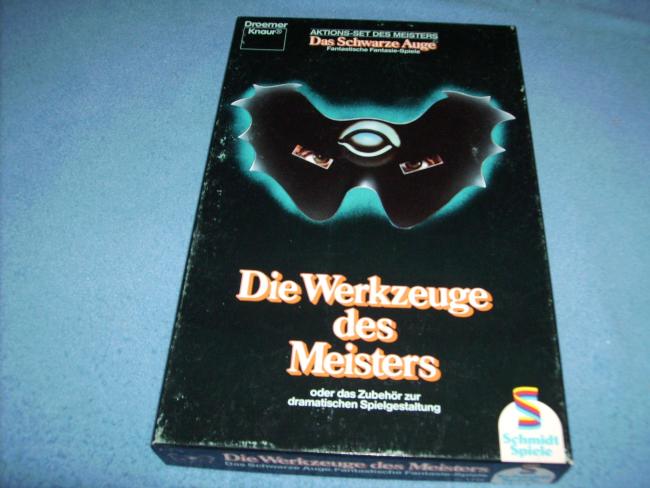 Droemer
Knaur®
AKTIONS-SET DES MEISTERS
Das Schwarze Auge
Fantastische Fantasie-Spiele
Die Werkzeuge
des
Meisters
oder das Zubehör zur
dramatischen Spielgestaltung
Schmidt
Spiele
Die Werkzeuge des Meisters
Das Schwarze Auge. Fantastische Fantasie-Spiele